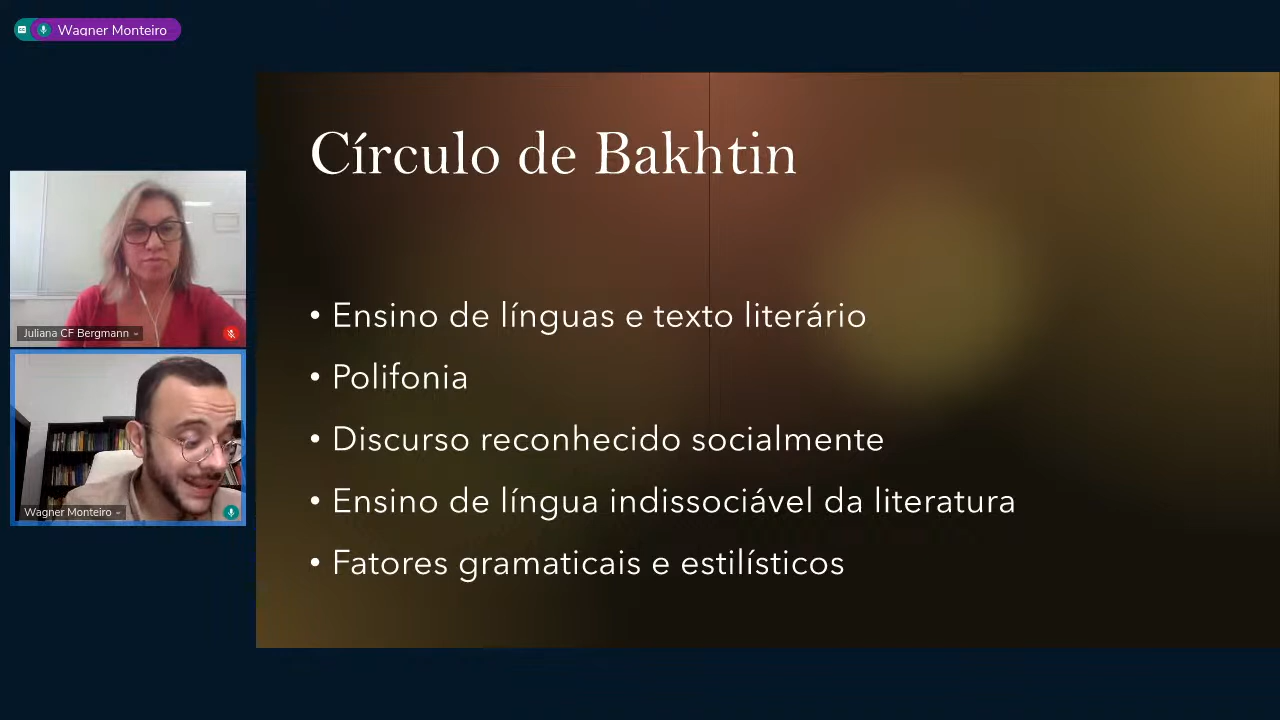 Wagner Monteiro
Círculo de Bakhtin
• Ensino de línguas e texto literário
• Polifonia
• Discurso reconhecido socialmente
• Ensino de língua indissociável da literatura
• Fatores gramaticais e estilísticos
Juliana CF Bergmann
Wagner Monteiro